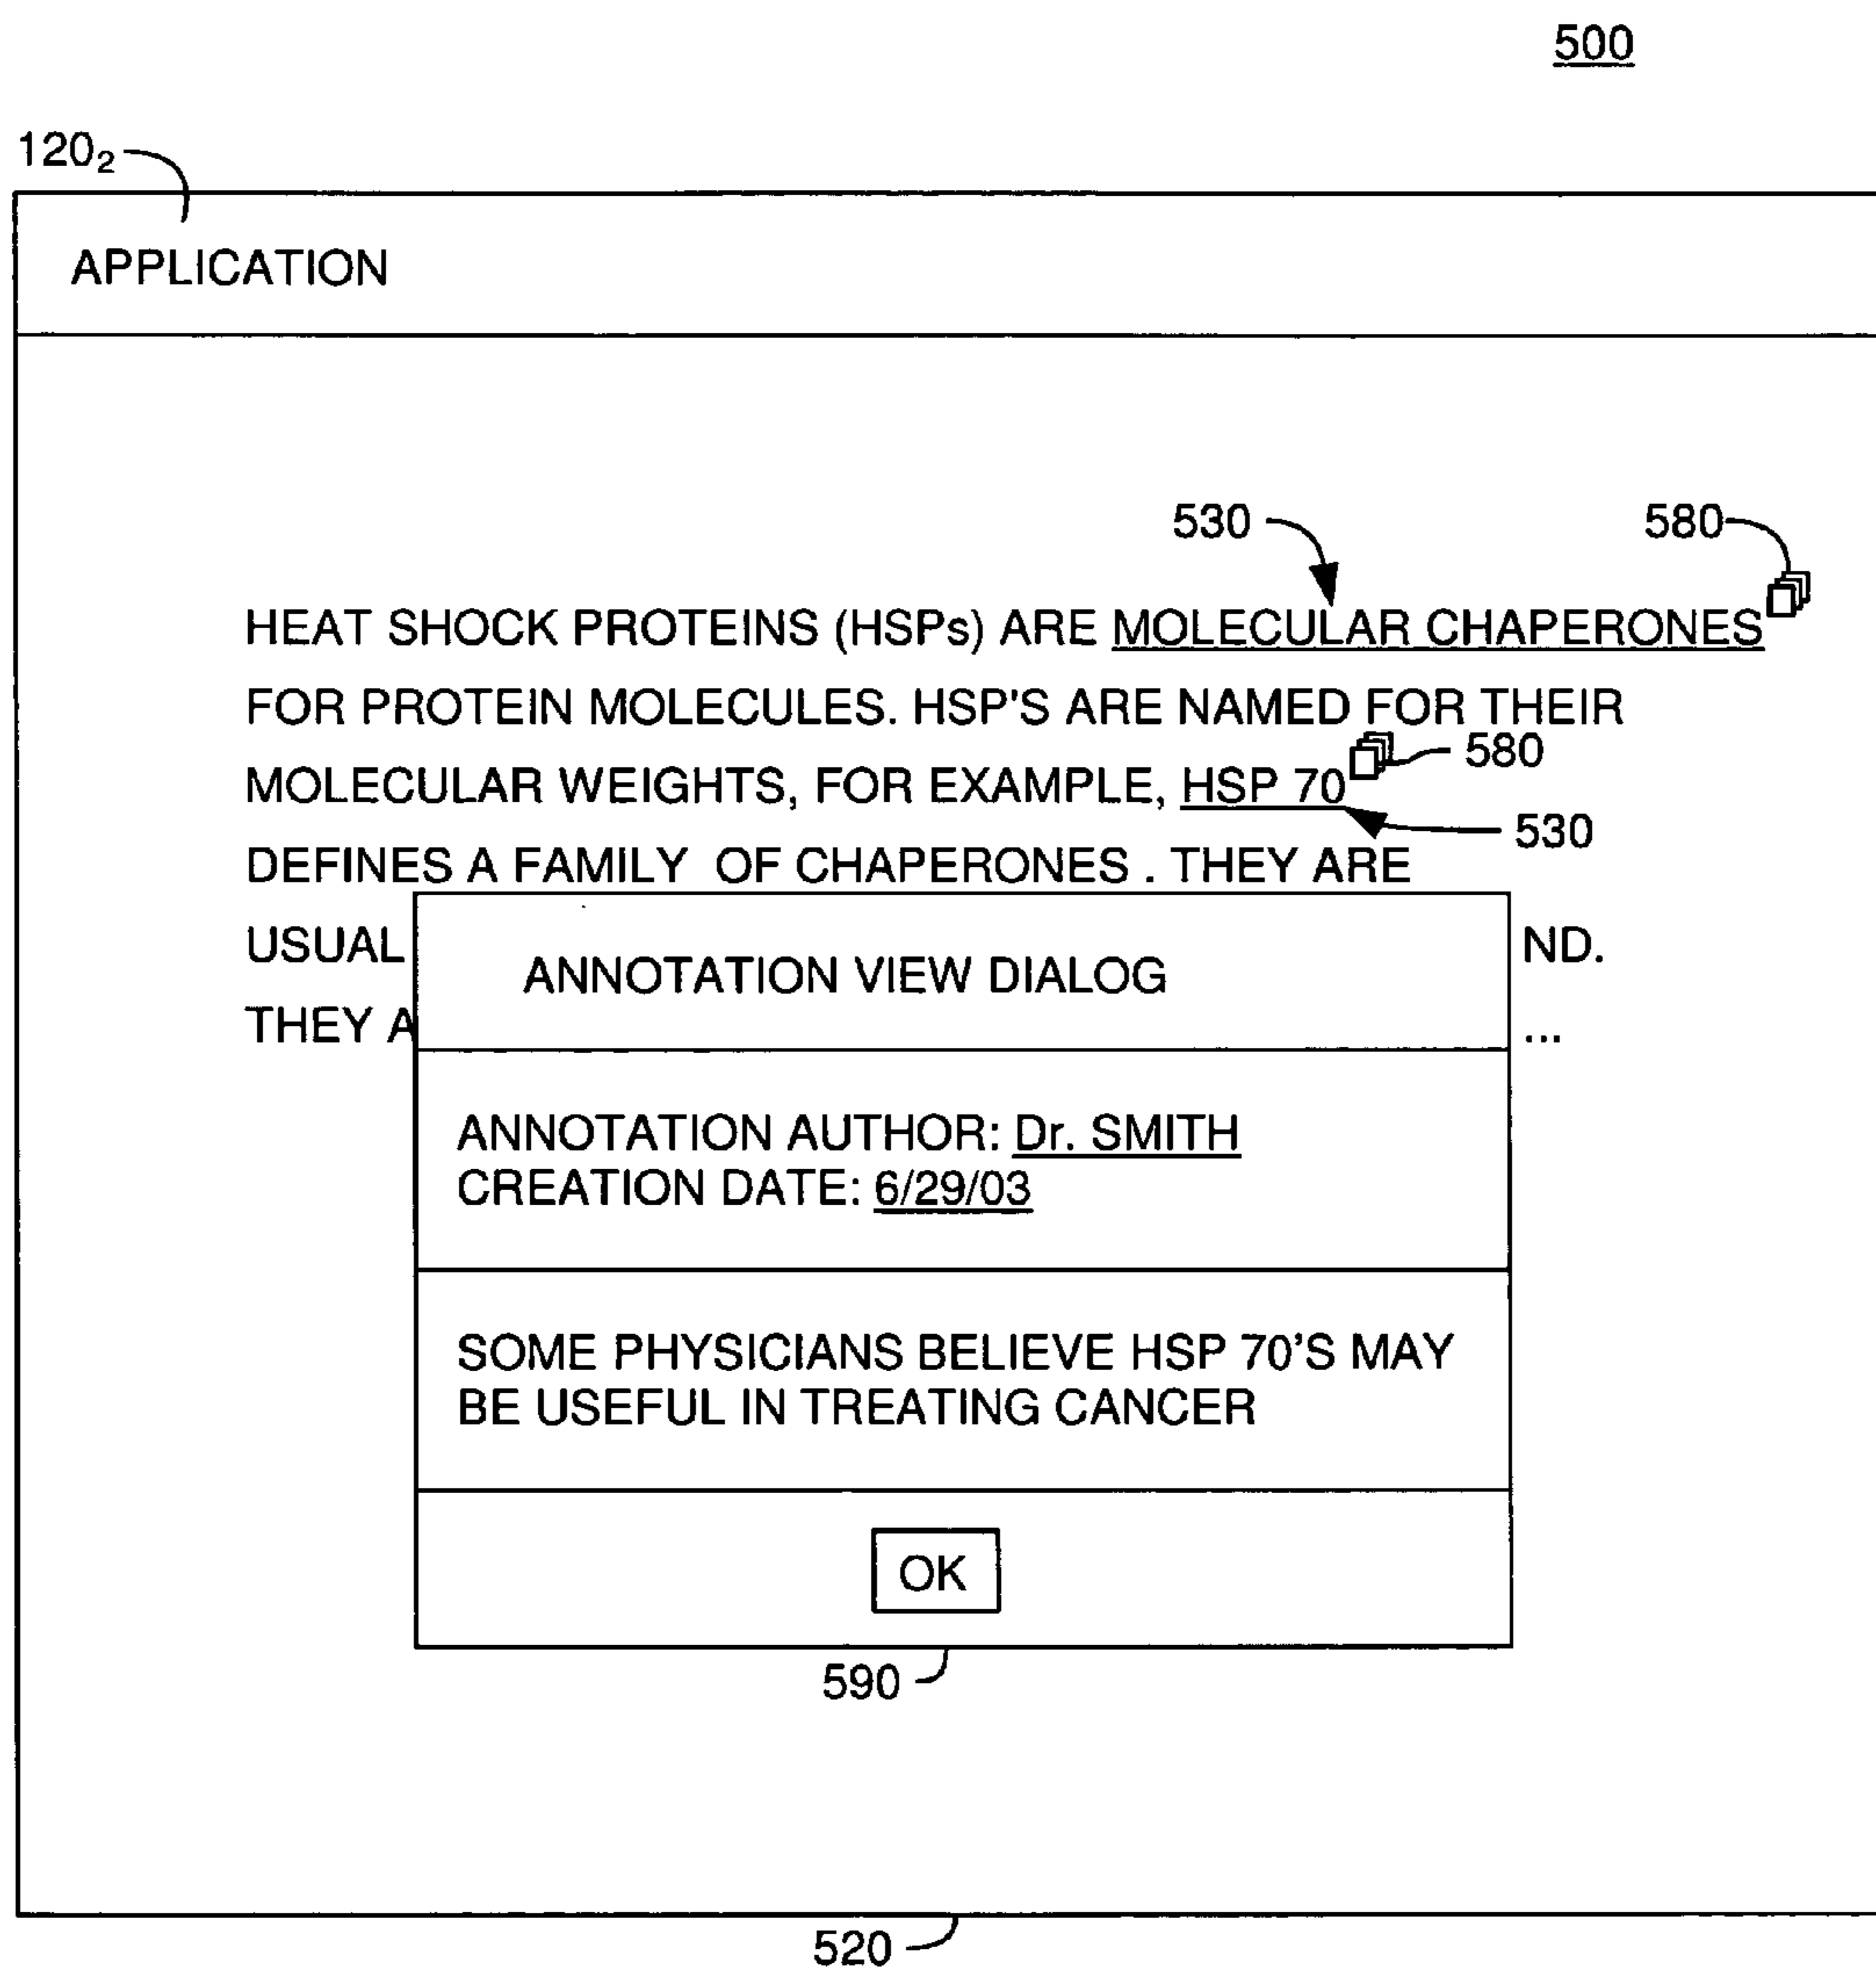 500
120₂
APPLICATION
530
580
HEAT SHOCK PROTEINS (HSPs) ARE MOLECULAR CHAPERONES
FOR PROTEIN MOLECULES. HSP'S ARE NAMED FOR THEIR
580
MOLECULAR WEIGHTS, FOR EXAMPLE, HSP 70
530
DEFINES A FAMILY OF CHAPERONES . THEY ARE
USUAL ND.
THEY A ...
ANNOTATION VIEW DIALOG
ANNOTATION AUTHOR: Dr. SMITH
CREATION DATE: 6/29/03
SOME PHYSICIANS BELIEVE HSP 70'S MAY
BE USEFUL IN TREATING CANCER
OK
590
520